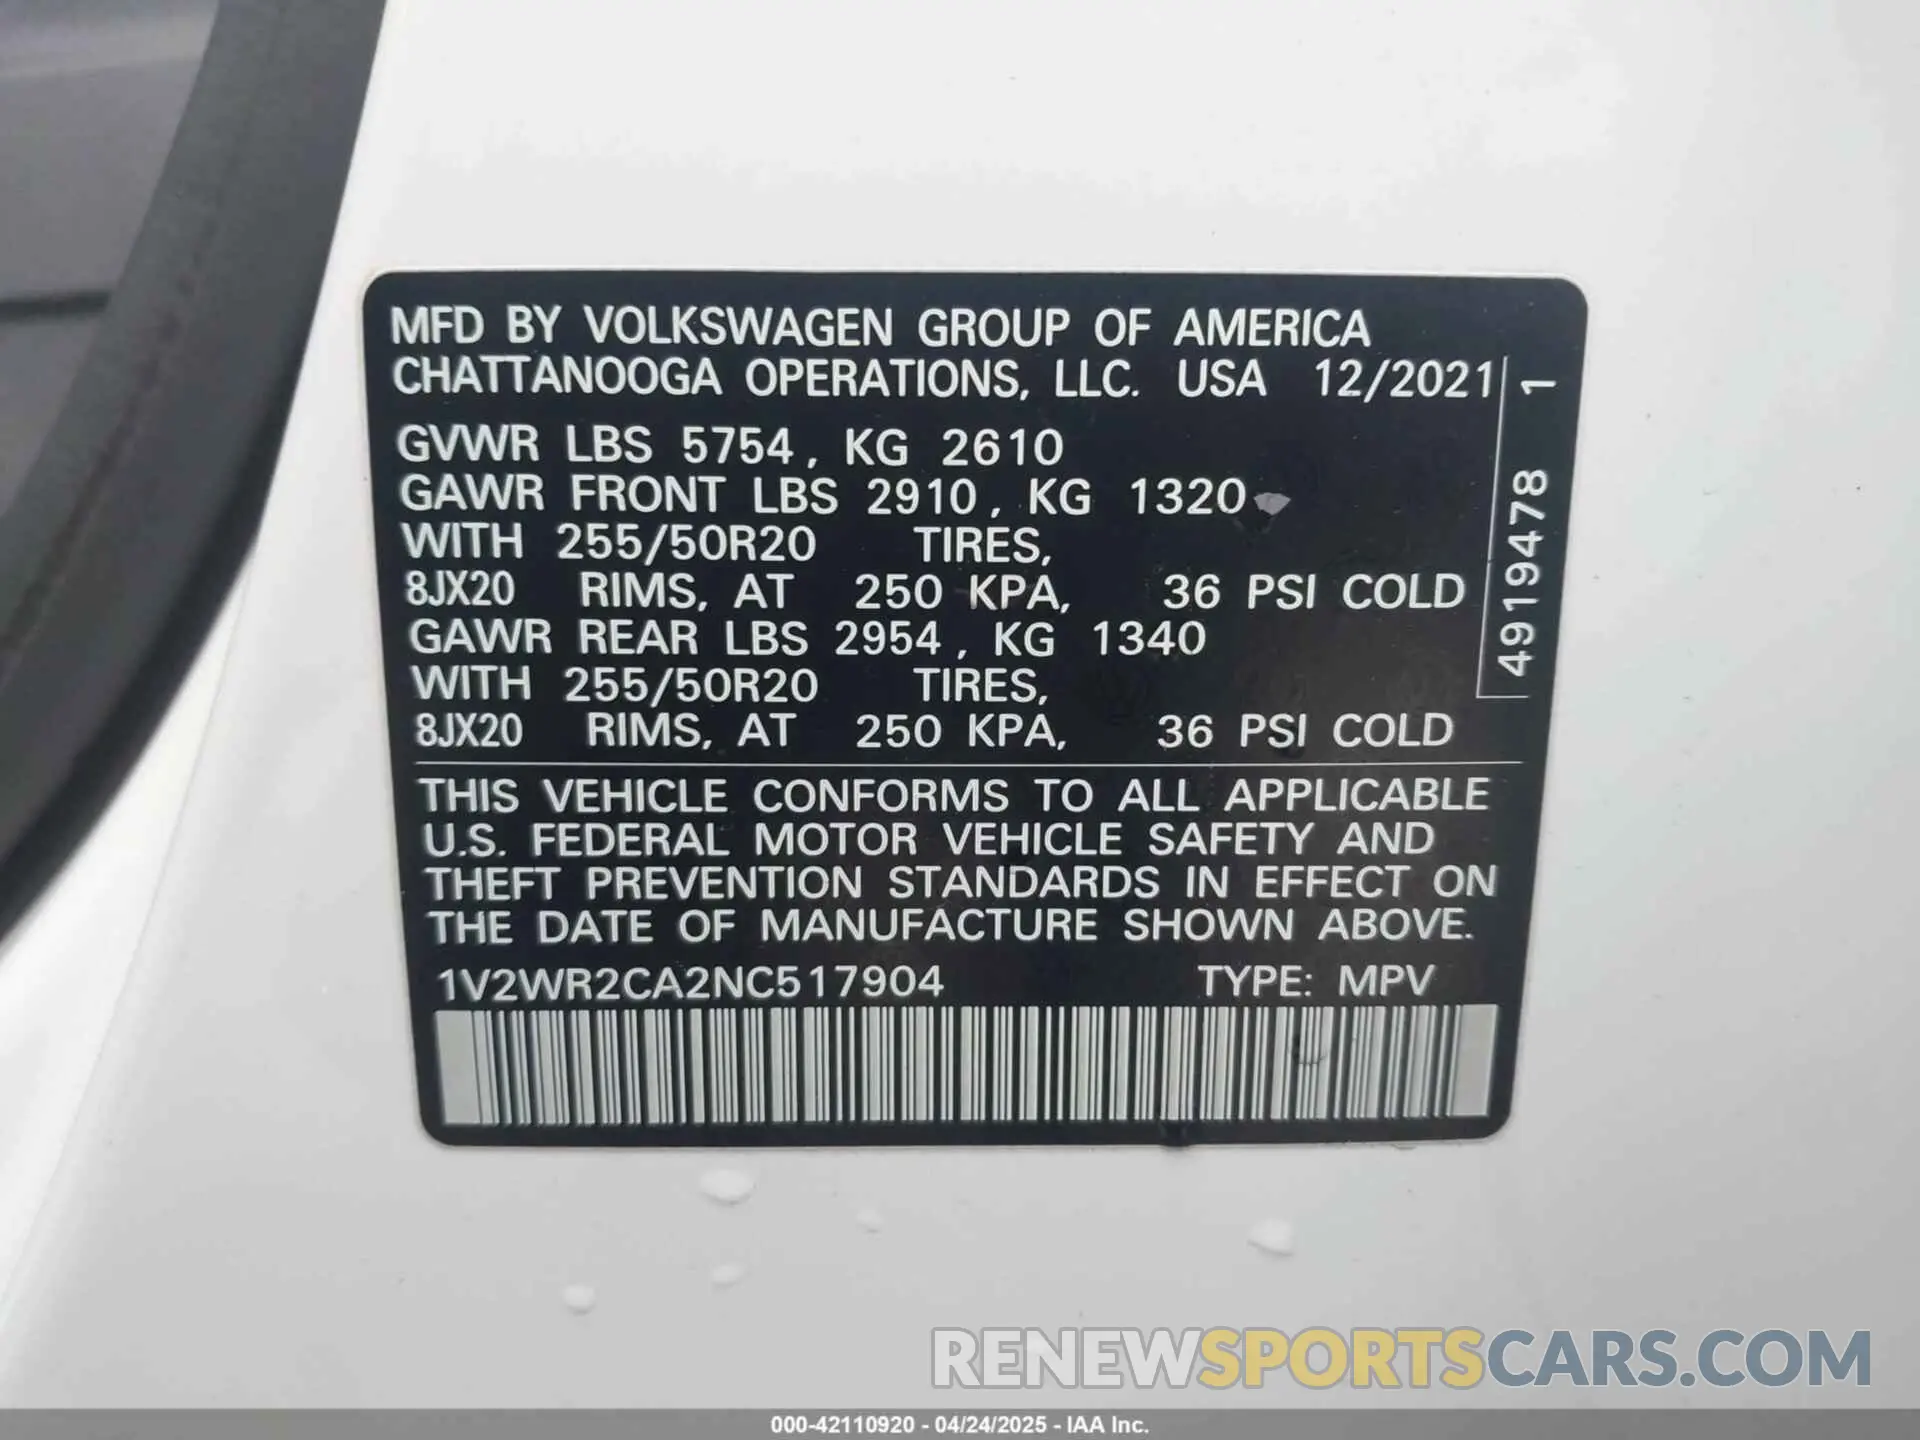 MFD BY VOLKSWAGEN GROUP OF AMERICA
CHATTANOOGA OPERATIONS, LLC. USA 12/2021
GVWR LBS 5754, KG 2610
GAWR FRONT LBS 2910, KG 1320
WITH 255/50R20 TIRES,
8JX20 RIMS, AT 250 KPA, 36 PSI COLD
GAWR REAR LBS 2954, KG 1340
WITH 255/50R20 TIRES,
8JX20 RIMS, AT 250 KPA, 36 PSI COLD
4919478 1
THIS VEHICLE CONFORMS TO ALL APPLICABLE
U.S. FEDERAL MOTOR VEHICLE SAFETY AND
THEFT PREVENTION STANDARDS IN EFFECT ON
THE DATE OF MANUFACTURE SHOWN ABOVE.
1V2WR2CA2NC517904 TYPE: MPV
RENEWSPORTSCARS.COM
000-42110920 - 04/24/2025 - IAA Inc.